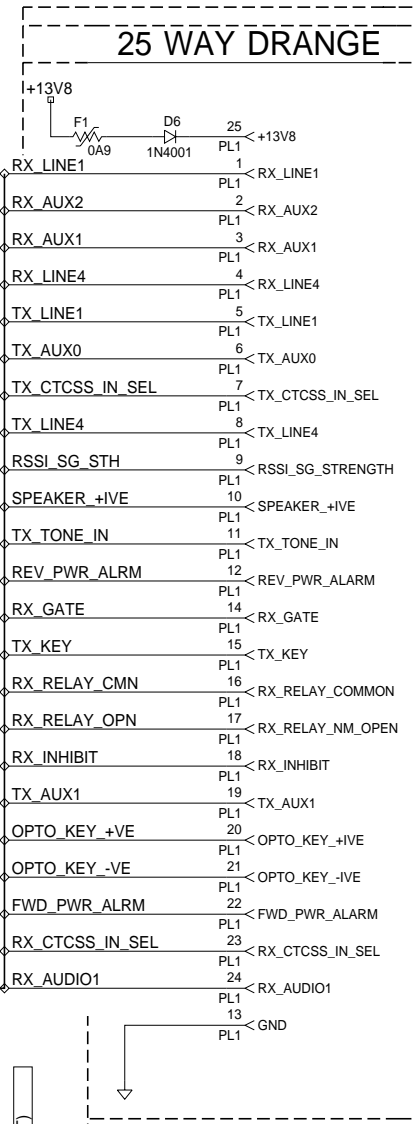 25 WAY DRANGE
+13V8
F1 D6 25
0A9 1N4001 PL1 +13V8
RX_LINE1 1 PL1 RX_LINE1
RX_AUX2 2 PL1 RX_AUX2
RX_AUX1 3 PL1 RX_AUX1
RX_LINE4 4 PL1 RX_LINE4
TX_LINE1 5 PL1 TX_LINE1
TX_AUX0 6 PL1 TX_AUX0
TX_CTCSS_IN_SEL 7 PL1 TX_CTCSS_IN_SEL
TX_LINE4 8 PL1 TX_LINE4
RSSI_SG_STH 9 PL1 RSSI_SG_STRENGTH
SPEAKER_+IVE 10 PL1 SPEAKER_+IVE
TX_TONE_IN 11 PL1 TX_TONE_IN
REV_PWR_ALRM 12 PL1 REV_PWR_ALARM
RX_GATE 14 PL1 RX_GATE
TX_KEY 15 PL1 TX_KEY
RX_RELAY_CMN 16 PL1 RX_RELAY_COMMON
RX_RELAY_OPN 17 PL1 RX_RELAY_NM_OPEN
RX_INHIBIT 18 PL1 RX_INHIBIT
TX_AUX1 19 PL1 TX_AUX1
OPTO_KEY_+VE 20 PL1 OPTO_KEY_+IVE
OPTO_KEY_-VE 21 PL1 OPTO_KEY_-IVE
FWD_PWR_ALRM 22 PL1 FWD_PWR_ALARM
RX_CTCSS_IN_SEL 23 PL1 RX_CTCSS_IN_SEL
RX_AUDIO1 24 PL1 RX_AUDIO1
13 PL1 GND